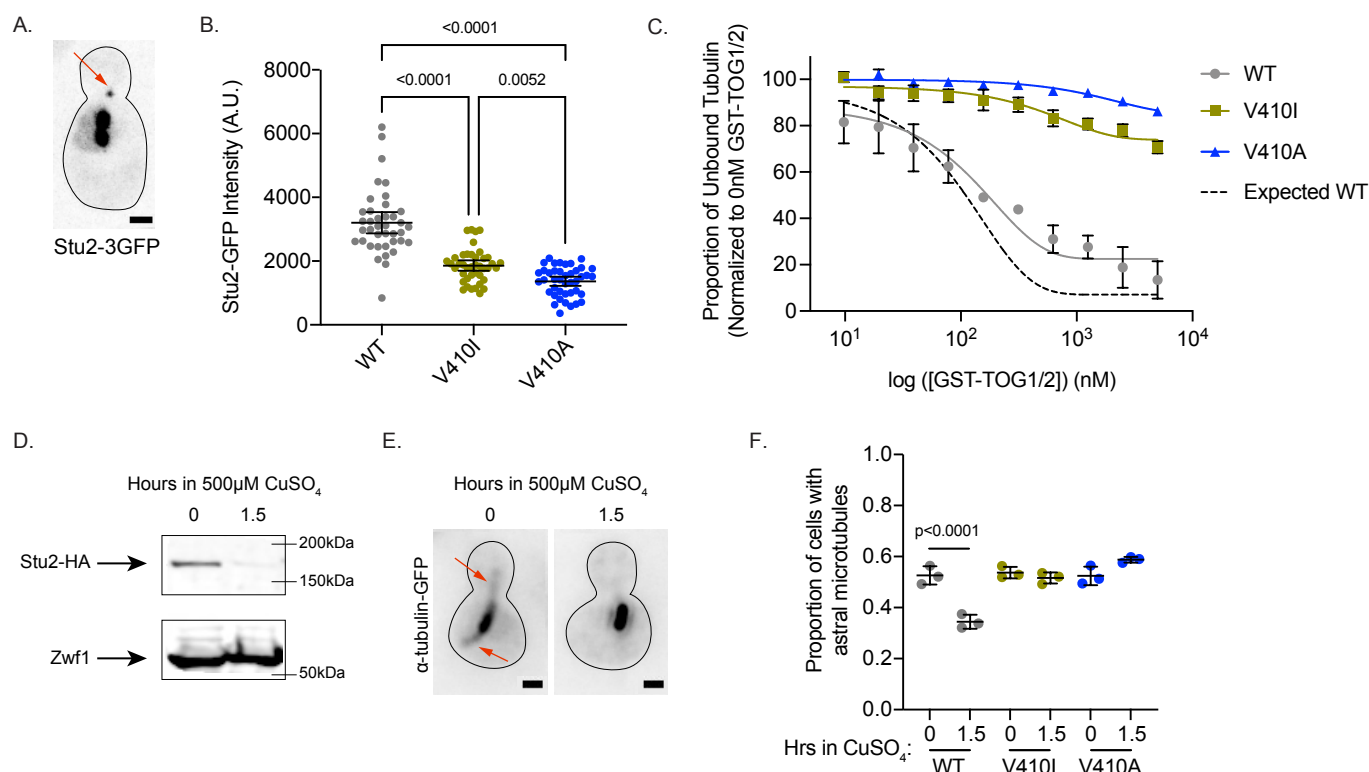 A.
Stu2-3GFP
B.
<0.0001
<0.0001
0.0052
Stu2-GFP Intensity (A.U.)
8000
6000
4000
2000
0
WT
V410I
V410A
C.
Proportion of Unbound Tubulin
(Normalized to 0nM GST-TOG1/2)
100
80
60
40
20
0
10¹
10²
10³
10⁴
log ([GST-TOG1/2]) (nM)
WT
V410I
V410A
Expected WT
D.
Hours in 500µM CuSO₄
0 1.5
Stu2-HA
200kDa
150kDa
Zwf1
50kDa
E.
Hours in 500µM CuSO₄
0 1.5
α-tubulin-GFP
F.
Proportion of cells with
astral microtubules
1.0
0.8
0.6
0.4
0.2
0.0
p<0.0001
Hrs in CuSO₄: 0 1.5 0 1.5 0 1.5
WT V410I V410A